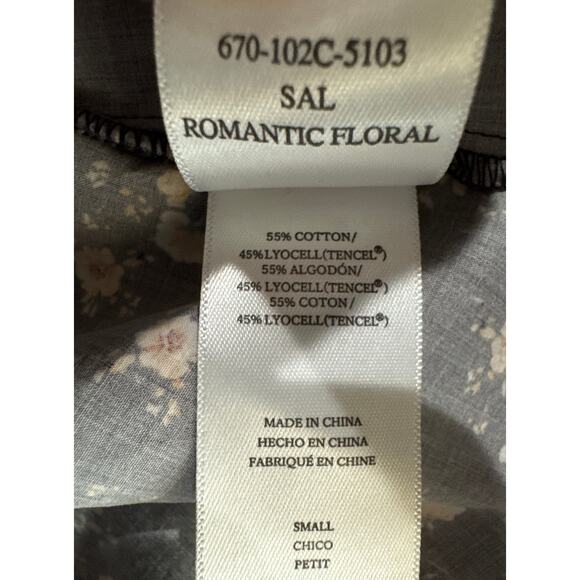 670-102C-5103
SAL
ROMANTIC FLORAL
55% COTTON/
45% LYOCELL(TENCEL®)
55% ALGODÓN/
45% LYOCELL(TENCEL®)
55% COTON/
45% LYOCELL(TENCEL®)
MADE IN CHINA
HECHO EN CHINA
FABRIQUÉ EN CHINE
SMALL
CHICO
PETIT